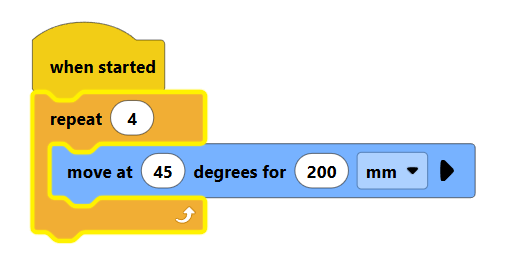 when started
repeat 4
move at 45 degrees for 200 mm